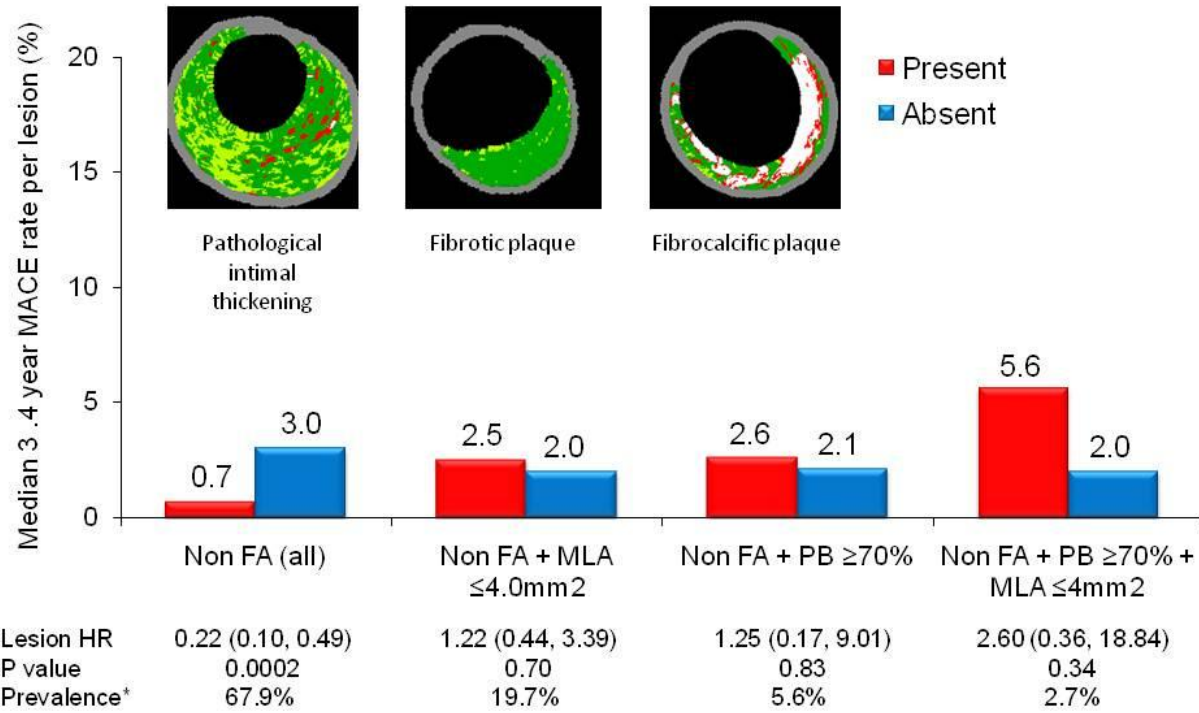 Median 3 .4 year MACE rate per lesion (%)
20
15
10
5
0
Present
Absent
Pathological
intimal
thickening
Fibrotic plaque
Fibrocalcific plaque
0.7
3.0
2.5
2.0
2.6
2.1
5.6
2.0
Non FA (all)
Non FA + MLA
≤4.0mm2
Non FA + PB ≥70%
Non FA + PB ≥70% +
MLA ≤4mm2
Lesion HR 0.22 (0.10, 0.49) 1.22 (0.44, 3.39) 1.25 (0.17, 9.01) 2.60 (0.36, 18.84)
P value 0.0002 0.70 0.83 0.34
Prevalence* 67.9% 19.7% 5.6% 2.7%